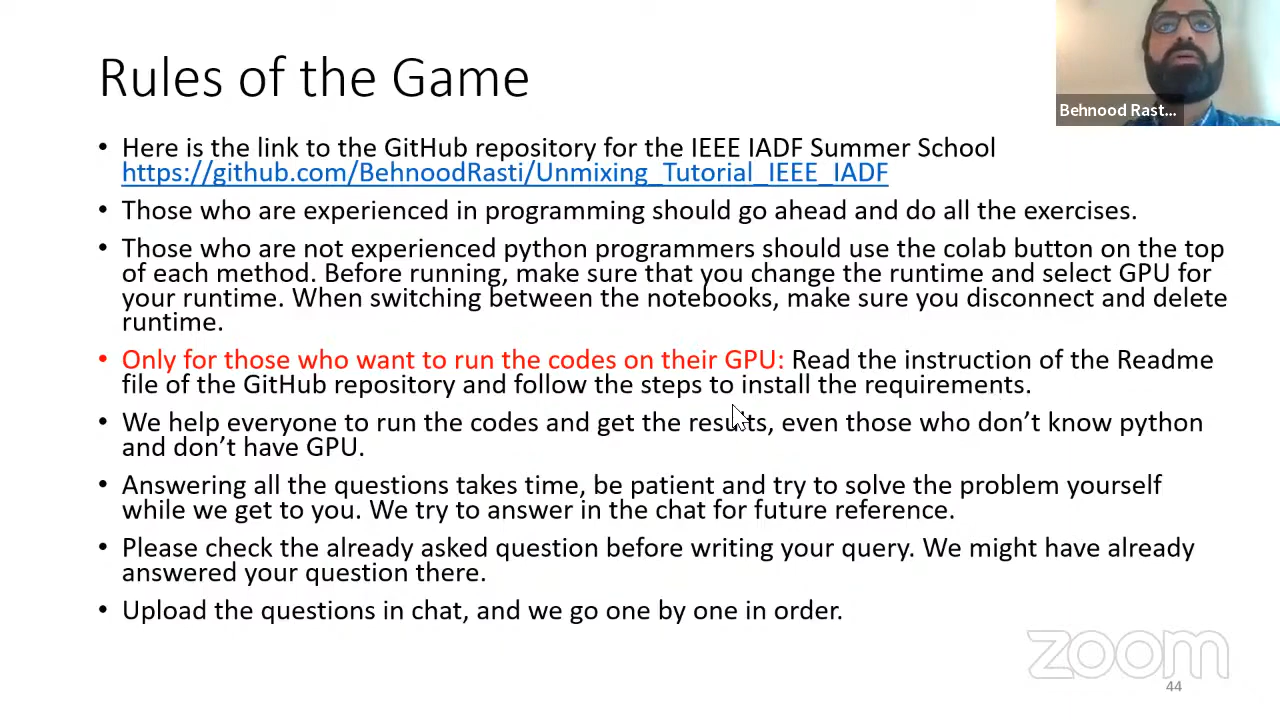 Rules of the Game
Behnood Rast...
• Here is the link to the GitHub repository for the IEEE IADF Summer School
https://github.com/BehnoodRasti/Unmixing_Tutorial_IEEE_IADF
• Those who are experienced in programming should go ahead and do all the exercises.
• Those who are not experienced python programmers should use the colab button on the top
of each method. Before running, make sure that you change the runtime and select GPU for
your runtime. When switching between the notebooks, make sure you disconnect and delete
runtime.
• Only for those who want to run the codes on their GPU: Read the instruction of the Readme
file of the GitHub repository and follow the steps to install the requirements.
• We help everyone to run the codes and get the results, even those who don’t know python
and don’t have GPU.
• Answering all the questions takes time, be patient and try to solve the problem yourself
while we get to you. We try to answer in the chat for future reference.
• Please check the already asked question before writing your query. We might have already
answered your question there.
• Upload the questions in chat, and we go one by one in order.
zoom
44